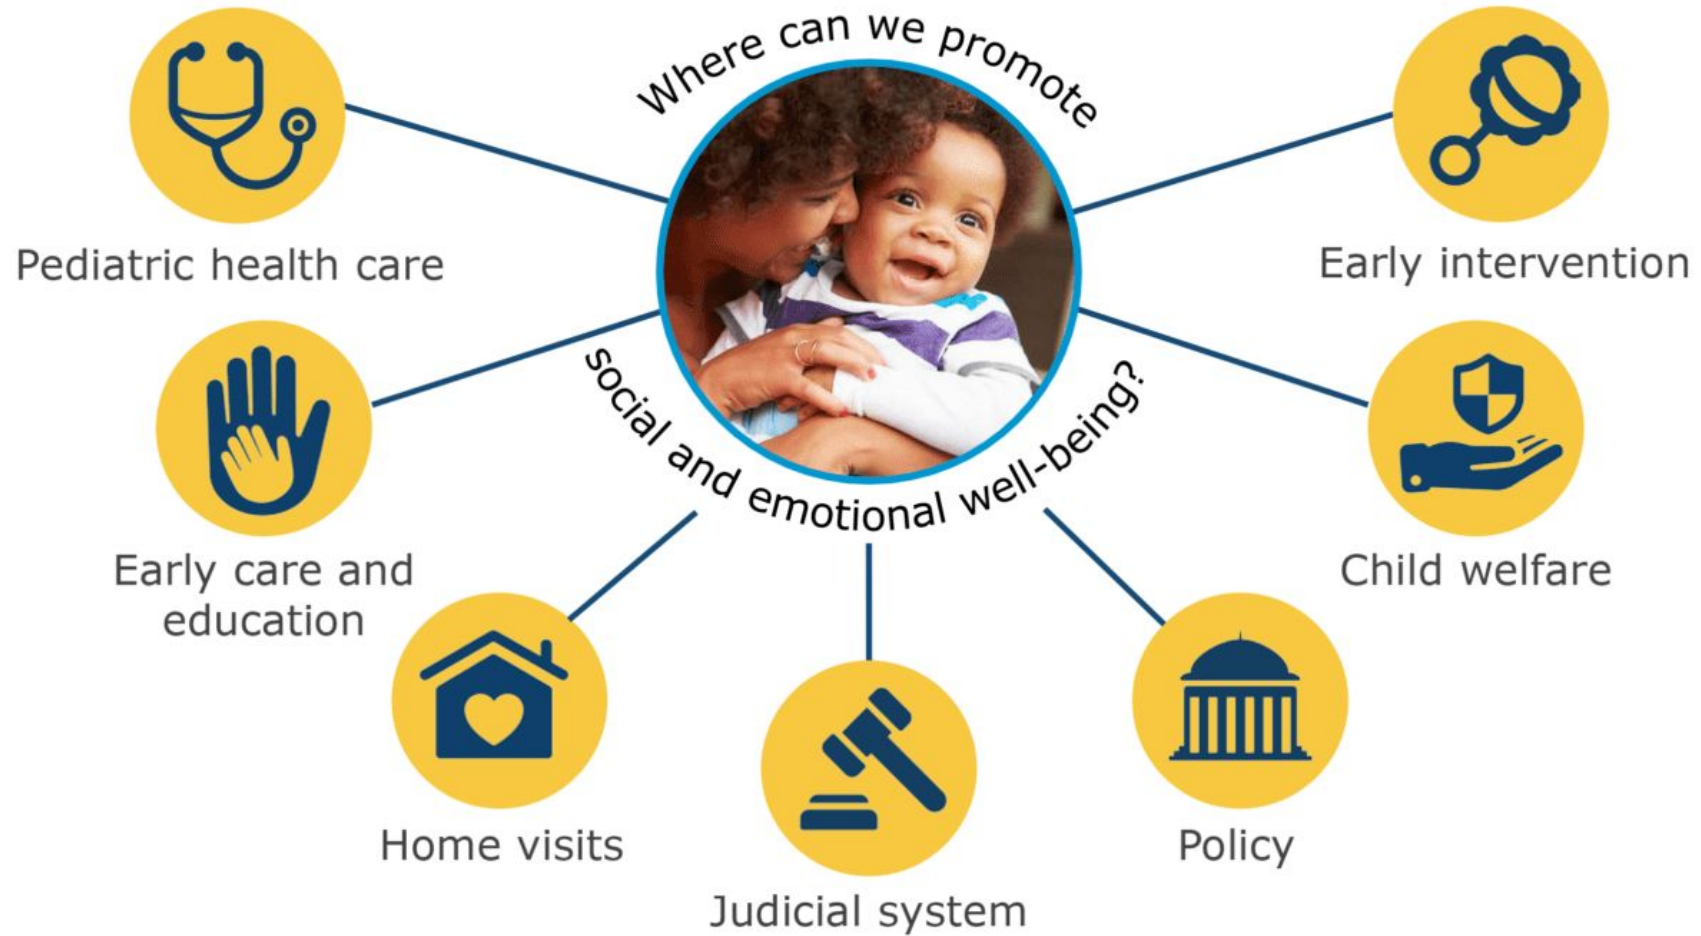 Where can we promote
social and emotional well-being?
Pediatric health care
Early care and
education
Home visits
Judicial system
Policy
Child welfare
Early intervention